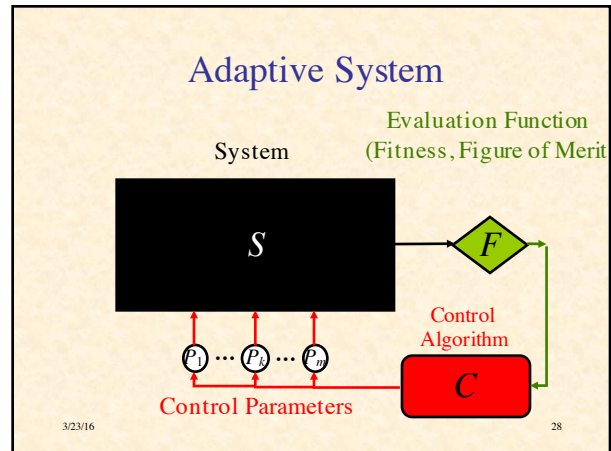 Adaptive System
Evaluation Function
(Fitness, Figure of Merit
System
S
F
Control
Algorithm
C
P1 ... Pk ... Pm
Control Parameters
3/23/16
28